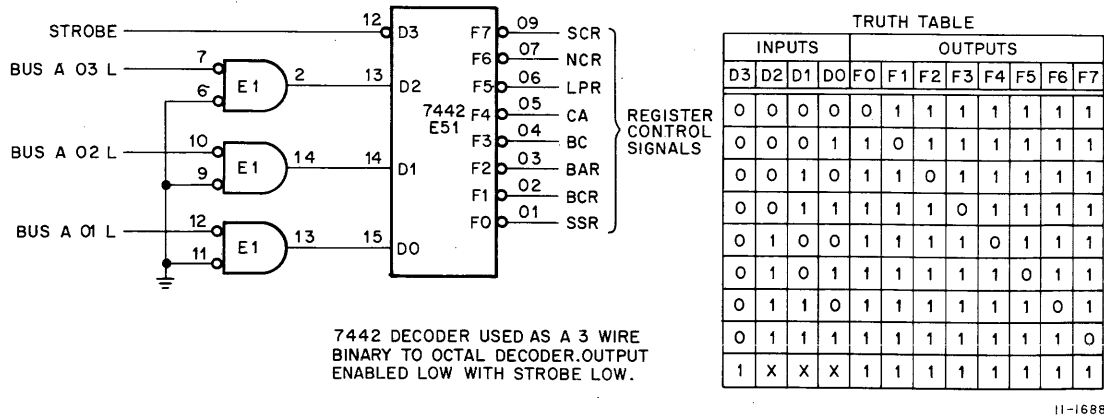 STROBE
12
D3
F7
09
SCR
BUS A 03 L
7
6
E1
2
13
D2
F6
07
NCR
F5
06
LPR
7442
E51
F4
05
CA
F3
04
BC
BUS A 02 L
10
9
E1
14
14
D1
F2
03
BAR
F1
02
BCR
BUS A 01 L
12
11
E1
13
15
D0
F0
01
SSR
REGISTER
CONTROL
SIGNALS
7442 DECODER USED AS A 3 WIRE
BINARY TO OCTAL DECODER.OUTPUT
ENABLED LOW WITH STROBE LOW.
TRUTH TABLE
INPUTS OUTPUTS
D3 D2 D1 D0 F0 F1 F2 F3 F4 F5 F6 F7
0 0 0 0 0 1 1 1 1 1 1 1
0 0 0 1 1 0 1 1 1 1 1 1
0 0 1 0 1 1 0 1 1 1 1 1
0 0 1 1 1 1 1 0 1 1 1 1
0 1 0 0 1 1 1 1 0 1 1 1
0 1 0 1 1 1 1 1 1 0 1 1
0 1 1 0 1 1 1 1 1 1 0 1
0 1 1 1 1 1 1 1 1 1 1 0
1 X X X 1 1 1 1 1 1 1 1
11-1688